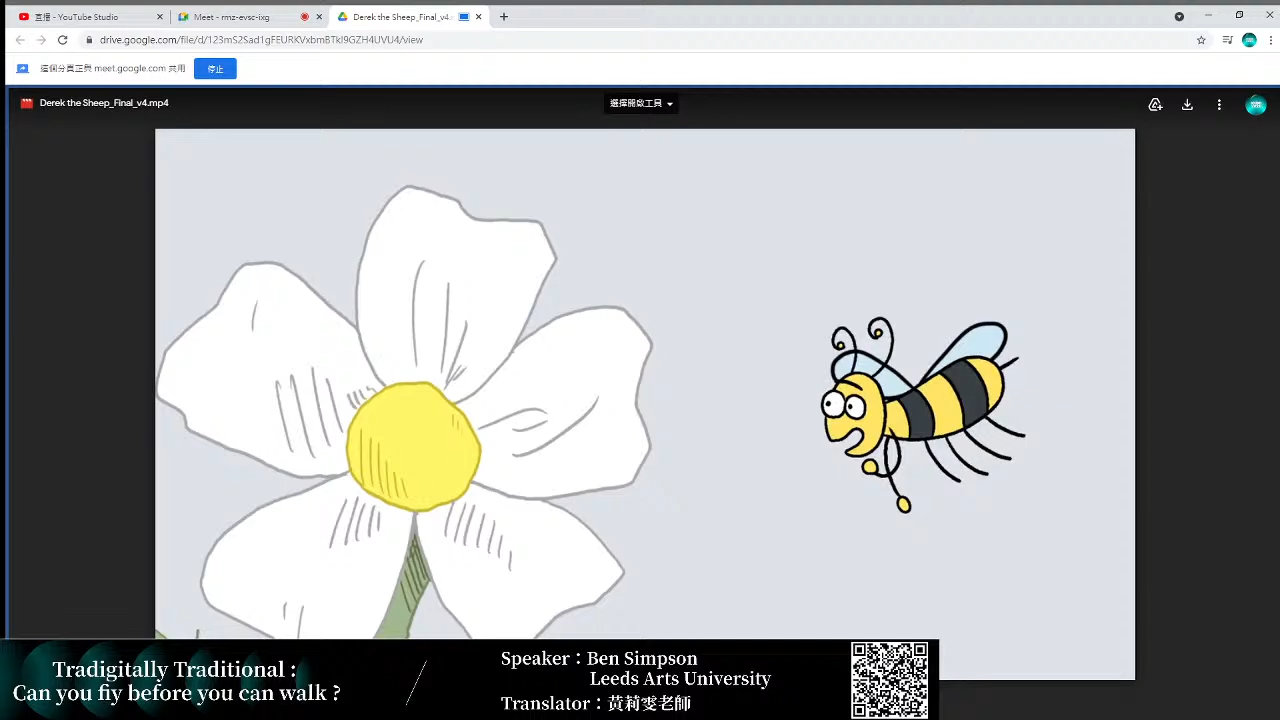 直播 - YouTube Studio
Meet - rmz-evsc-ixg
Derek the Sheep_Final_v4.
drive.google.com/file/d/123mS2Sad1gFEURKVxbmBTkI9GZH4UVU4/view
這個分頁正與 meet.google.com 共用
停止
Derek the Sheep_Final_v4.mp4
選擇開啟工具
Tradigitally Traditional :
Can you fiy before you can walk ?
Speaker：Ben Simpson
Leeds Arts University
Translator：黃莉雯老師